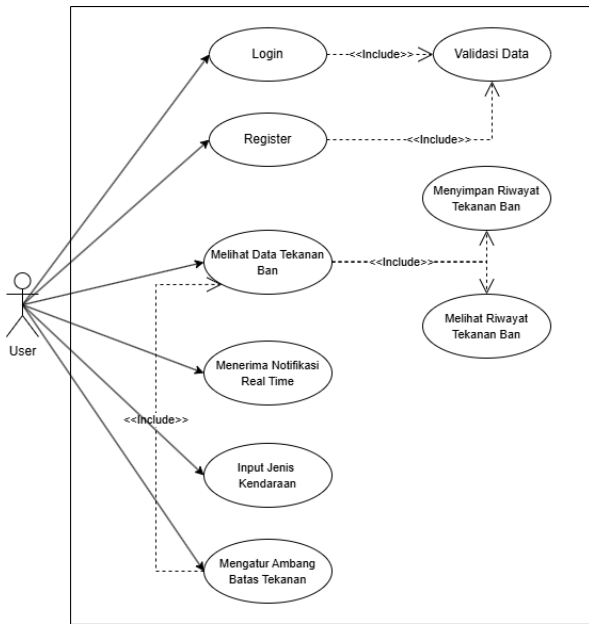 Login
<<Include>>
Validasi Data
Register
<<Include>>
Menyimpan Riwayat
Tekanan Ban
Melihat Data Tekanan
Ban
<<Include>>
Melihat Riwayat
Tekanan Ban
User
Menerima Notifikasi
Real Time
<<Include>>
Input Jenis
Kendaraan
Mengatur Ambang
Batas Tekanan